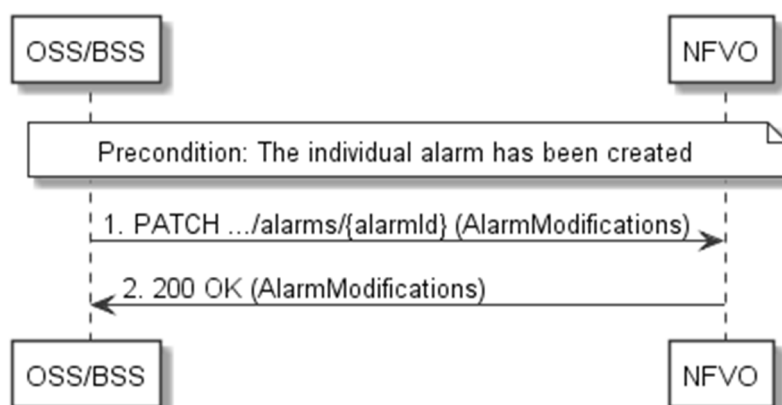 OSS/BSS
NFVO
Precondition: The individual alarm has been created
1. PATCH .../alarms/{alarmId} (AlarmModifications)
2. 200 OK (AlarmModifications)
OSS/BSS
NFVO